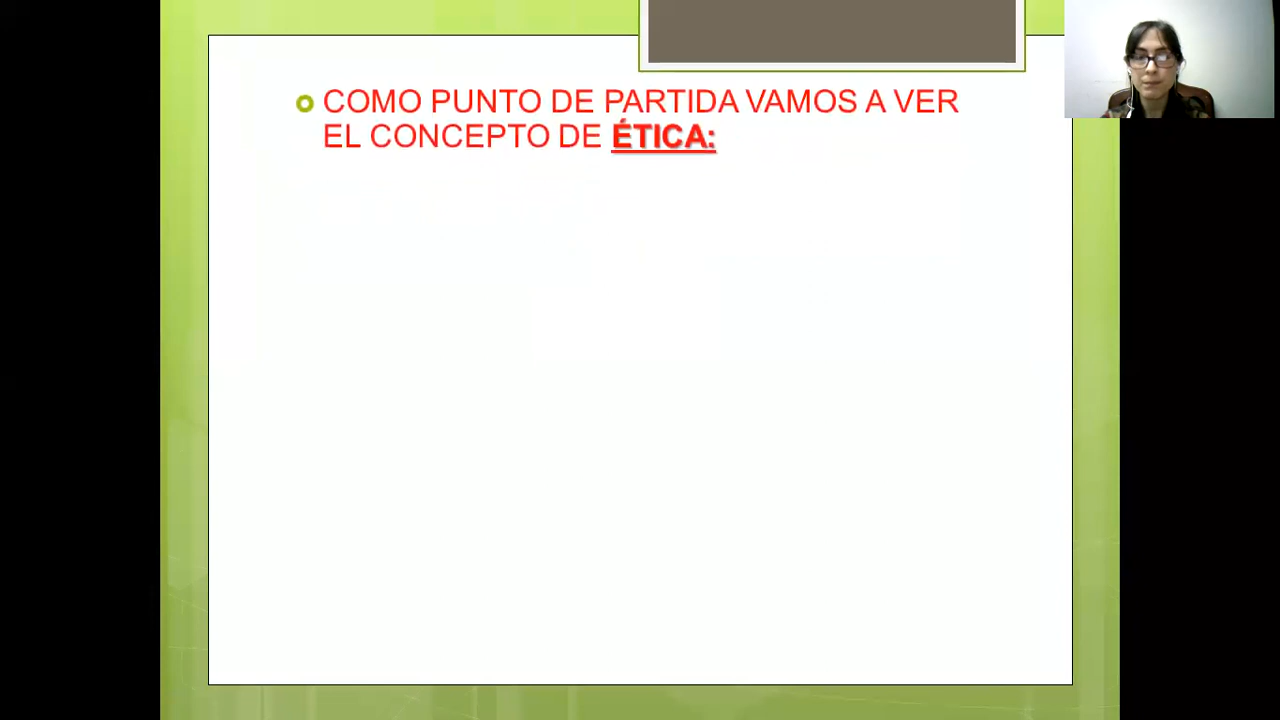 COMO PUNTO DE PARTIDA VAMOS A VER
EL CONCEPTO DE ÉTICA: